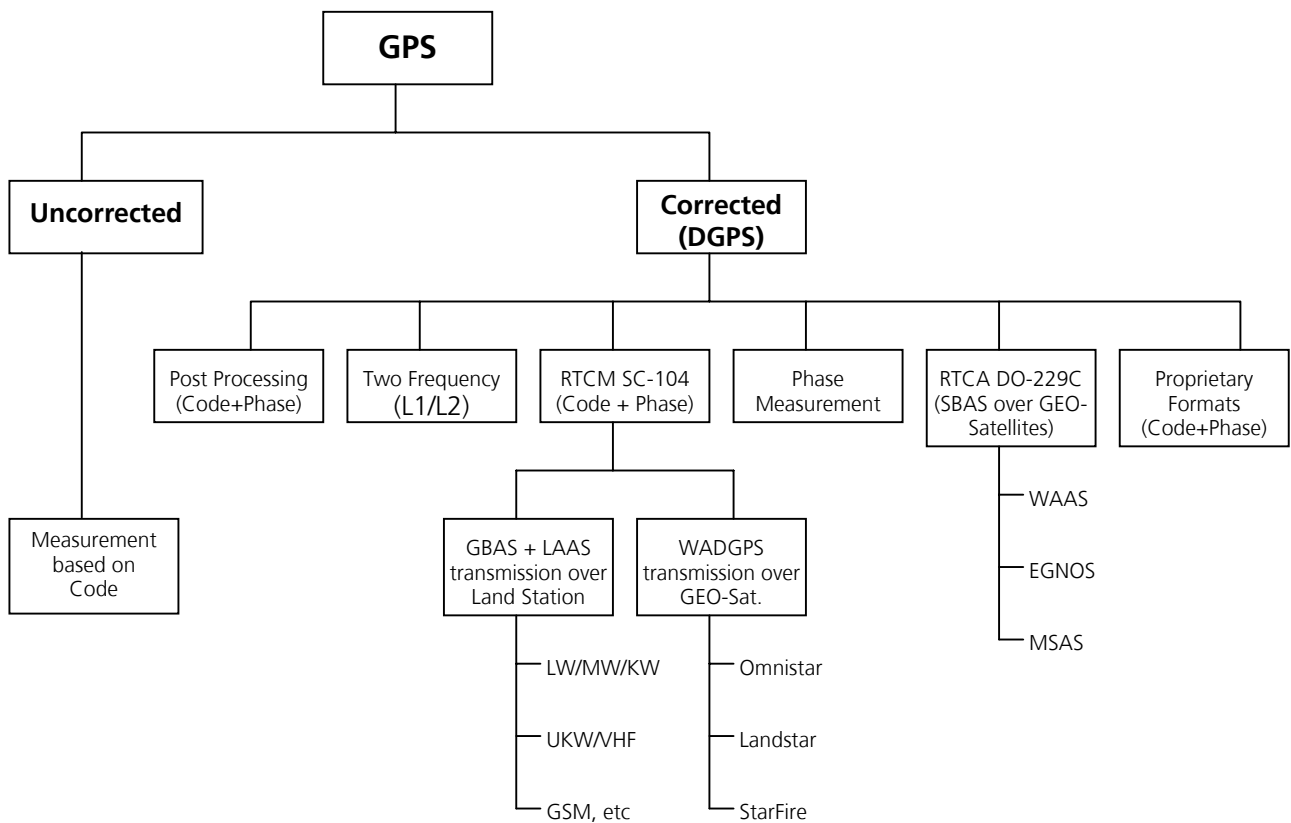 GPS
Uncorrected
Corrected
(DGPS)
Post Processing
(Code+Phase)
Two Frequency
(L1/L2)
RTCM SC-104
(Code + Phase)
Phase
Measurement
RTCA DO-229C
(SBAS over GEO-
Satellites)
Proprietary
Formats
(Code+Phase)
Measurement
based on
Code
GBAS + LAAS
transmission over
Land Station
WADGPS
transmission over
GEO-Sat.
WAAS
EGNOS
MSAS
LW/MW/KW
UKW/VHF
GSM, etc
Omnistar
Landstar
StarFire